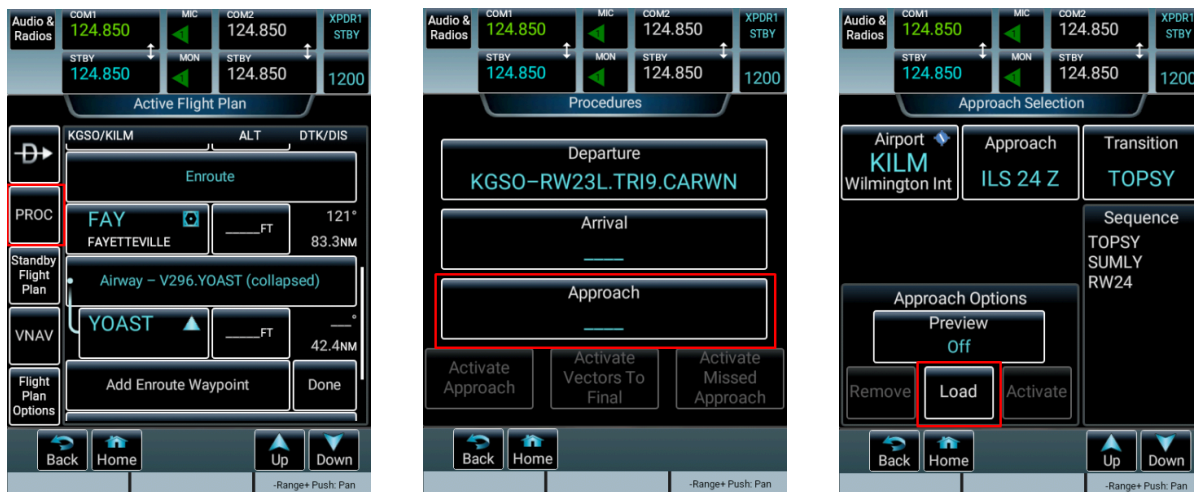 Audio & Radios
COM1
124.850
MIC
COM2
124.850
XPDR1
STBY
STBY
124.850
MON
STBY
124.850
1200
Active Flight Plan
KGSO/KILM ALT DTK/DIS
Enroute
PROC
FAY
FAYETTEVILLE
_____FT
121°
83.3NM
Standby
Flight
Plan
Airway – V296.YOAST (collapsed)
VNAV
YOAST
_____FT
___°
42.4NM
Flight
Plan
Options
Add Enroute Waypoint
Done
Back Home Up Down
-Range+ Push: Pan
Audio &
Radios
COM1
124.850
MIC
COM2
124.850
XPDR1
STBY
STBY
124.850
MON
STBY
124.850
1200
Procedures
Departure
KGSO–RW23L.TRI9.CARWN
Arrival
____
Approach
____
Activate
Approach
Activate
Vectors To
Final
Activate
Missed
Approach
Back Home
-Range+ Push: Pan
Audio &
Radios
COM1
124.850
MIC
COM2
124.850
XPDR1
STBY
STBY
124.850
MON
STBY
124.850
1200
Approach Selection
Airport
KILM
Wilmington Int
Approach
ILS 24 Z
Transition
TOPSY
Sequence
TOPSY
SUMLY
RW24
Approach Options
Preview
Off
Remove
Load
Activate
Back Home Up Down
-Range+ Push: Pan